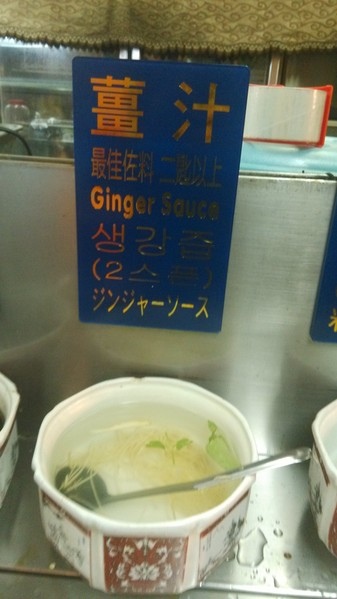 薑汁
最佳佐料 二匙以上
Ginger Sauce
생강즙
(2스픈)
ジンジャーソース